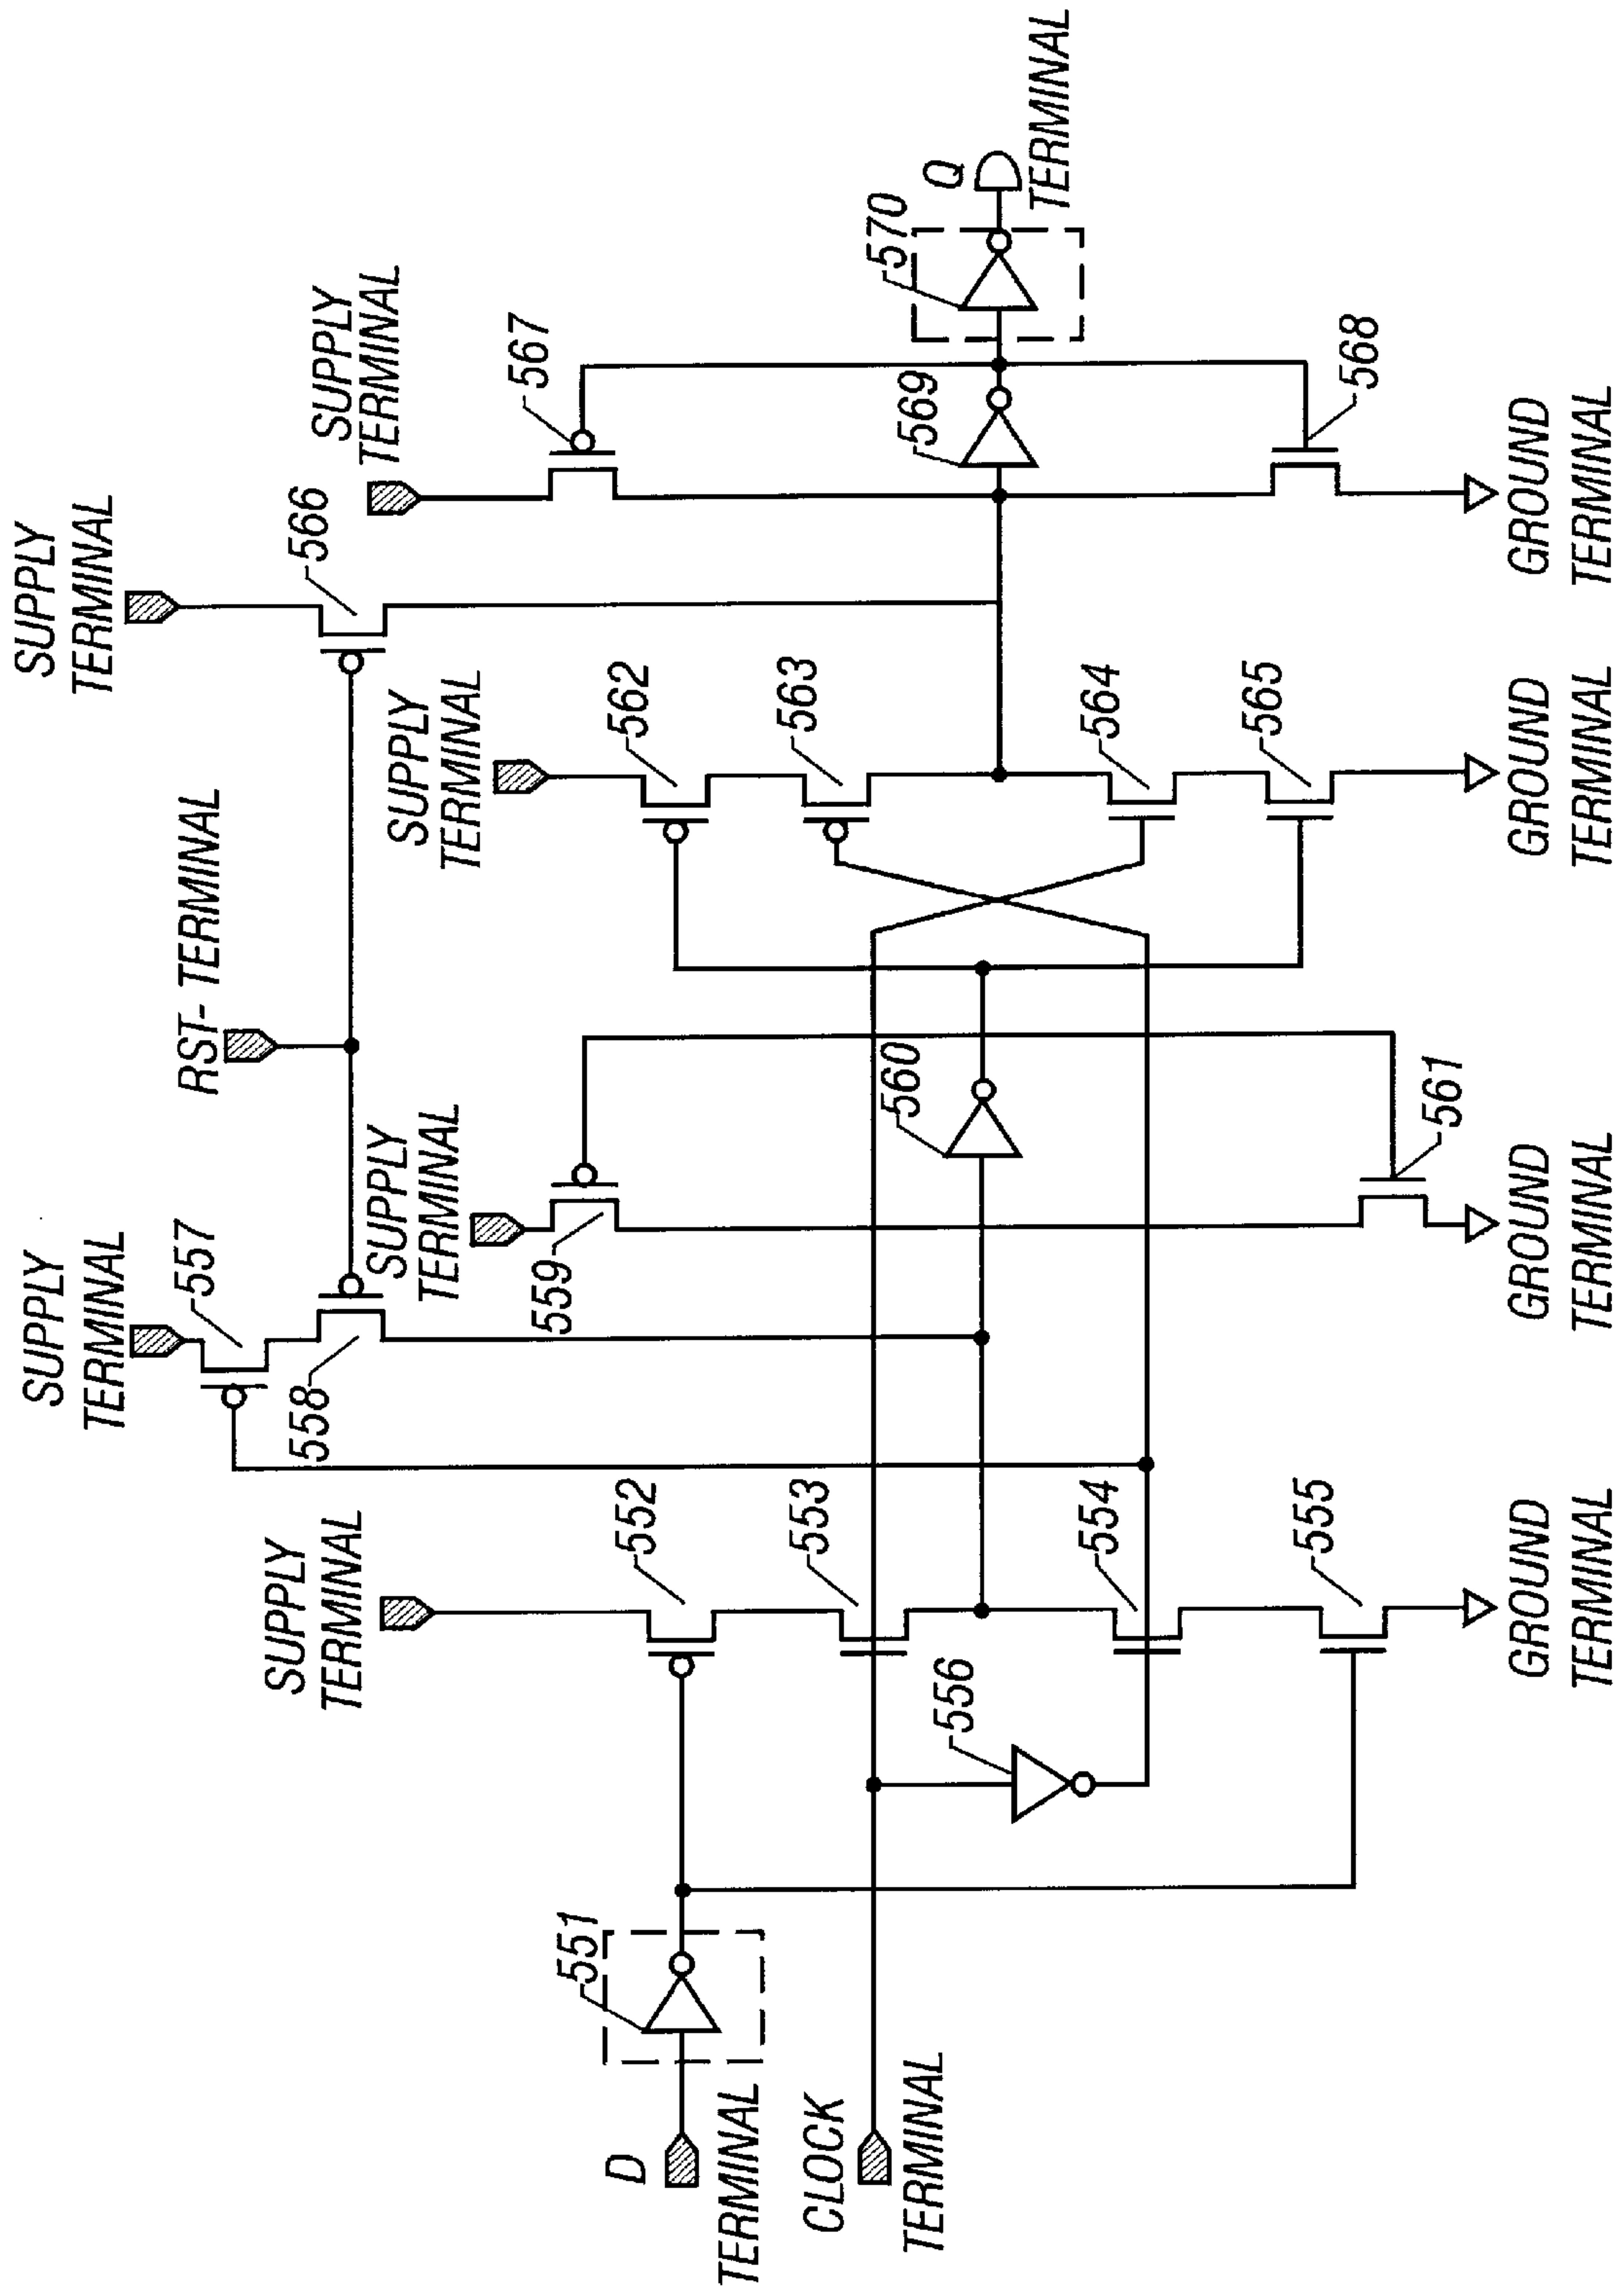 SUPPLY
TERMINAL
566
SUPPLY
TERMINAL
567
RST- TERMINAL
SUPPLY
TERMINAL
557
558
SUPPLY
TERMINAL
559
SUPPLY
TERMINAL
562
563
564
565
SUPPLY
TERMINAL
552
553
554
555
556
560
561
569
570
568
Q
TERMINAL
551
D
TERMINAL
CLOCK
TERMINAL
GROUND
TERMINAL
GROUND
TERMINAL
GROUND
TERMINAL
GROUND
TERMINAL